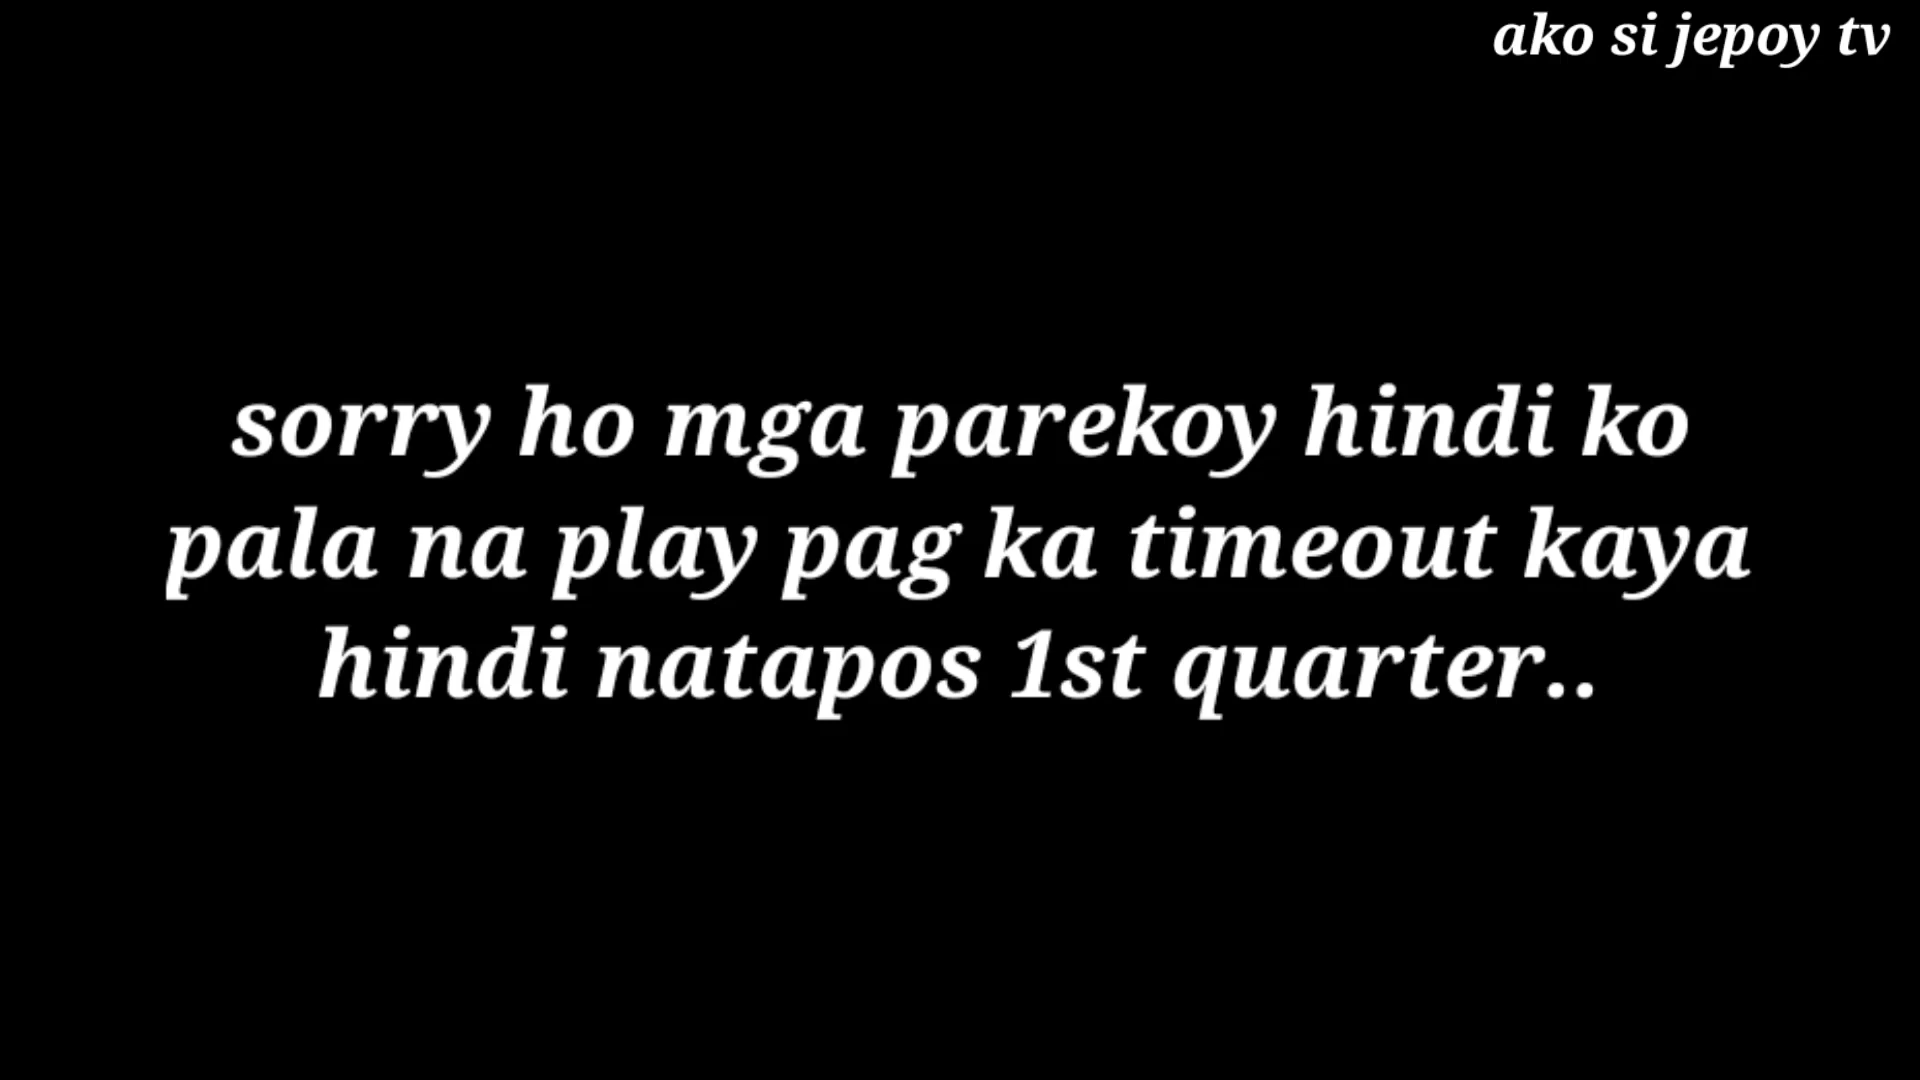 ako si jepoy tv
sorry ho mga parekoy hindi ko
pala na play pag ka timeout kaya
hindi natapos 1st quarter..